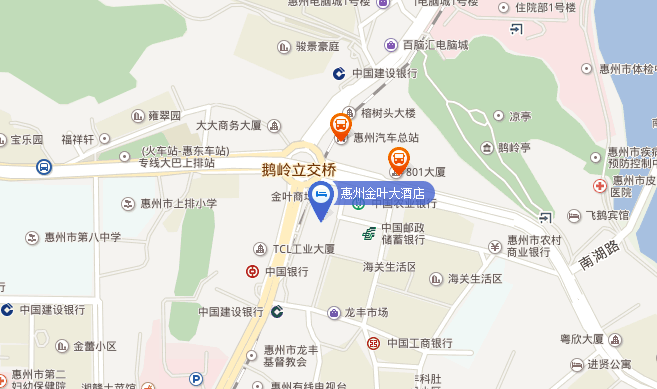 惠州电脑城1号楼
电脑城1号楼
住院部1号楼
骏景豪庭
百脑汇电脑城
中国建设银行
惠州市体检中
雍翠园
榕树头大楼
凉亭
宝乐园
福祥轩
大大商务大厦
惠州汽车总站
(火车站-惠东车站)
专线大巴上排站
鹅岭立交桥
801大厦
鹅岭亭
惠州市疾病
预防控制中
惠州市皮
医院
金叶商场
惠州金叶大酒店
中国农业银行
惠州市上排小学
飞鹅宾馆
惠州市第八中学
中国邮政
储蓄银行
惠州市农村
商业银行
南湖路
TCL工业大厦
中国银行
海关生活区
海关生活区
行
中国建设银行
中国建设银行
龙丰市场
金蕾小区
惠州市龙丰
基督教会
中国工商银行
粤欣大厦
进贤公寓
惠州市第二
妇幼保健院
湘赣土菜馆
惠州有线电视台
丰科肚